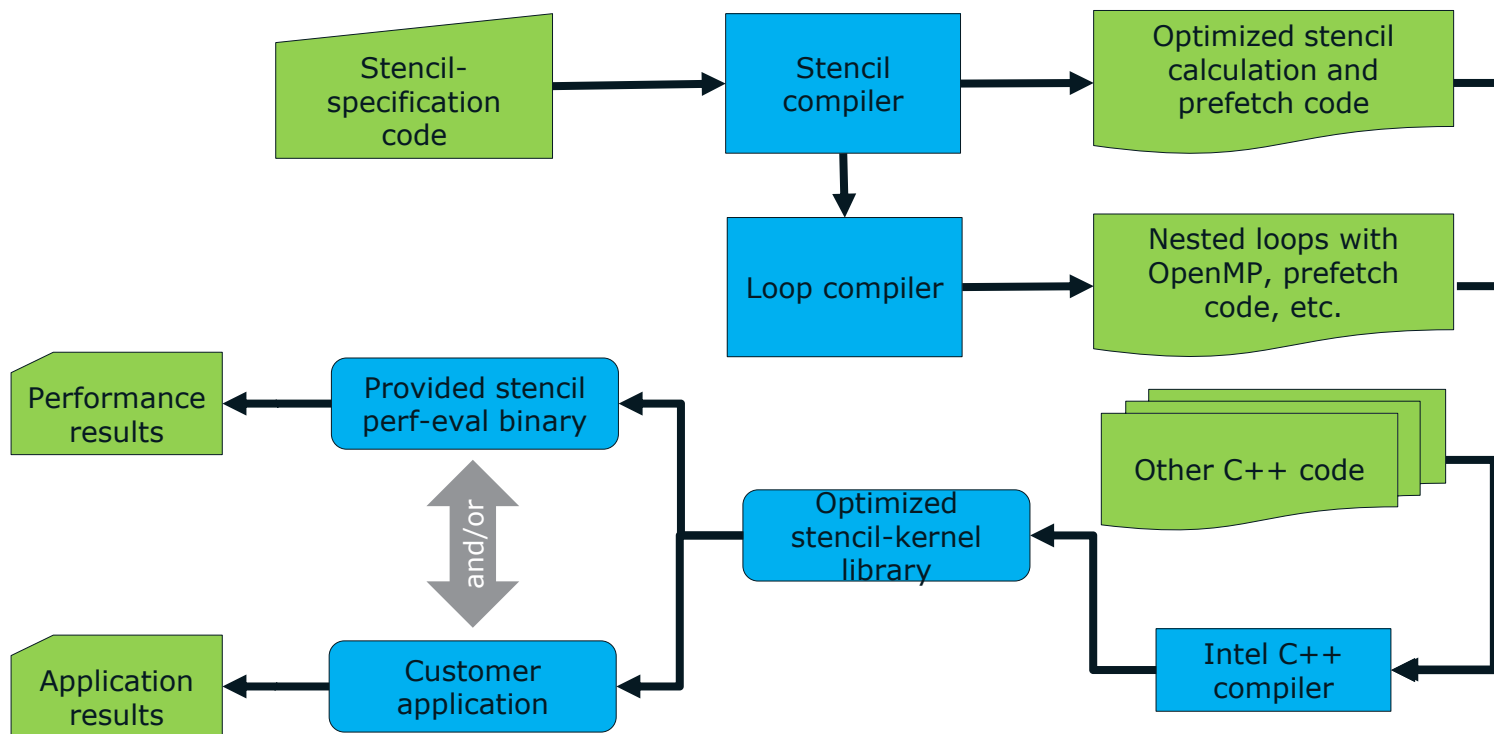 Stencil-
specification
code
Stencil
compiler
Optimized stencil
calculation and
prefetch code
Loop compiler
Nested loops with
OpenMP, prefetch
code, etc.
Performance
results
Provided stencil
perf-eval binary
Other C++ code
and/or
Optimized
stencil-kernel
library
Application
results
Customer
application
Intel C++
compiler